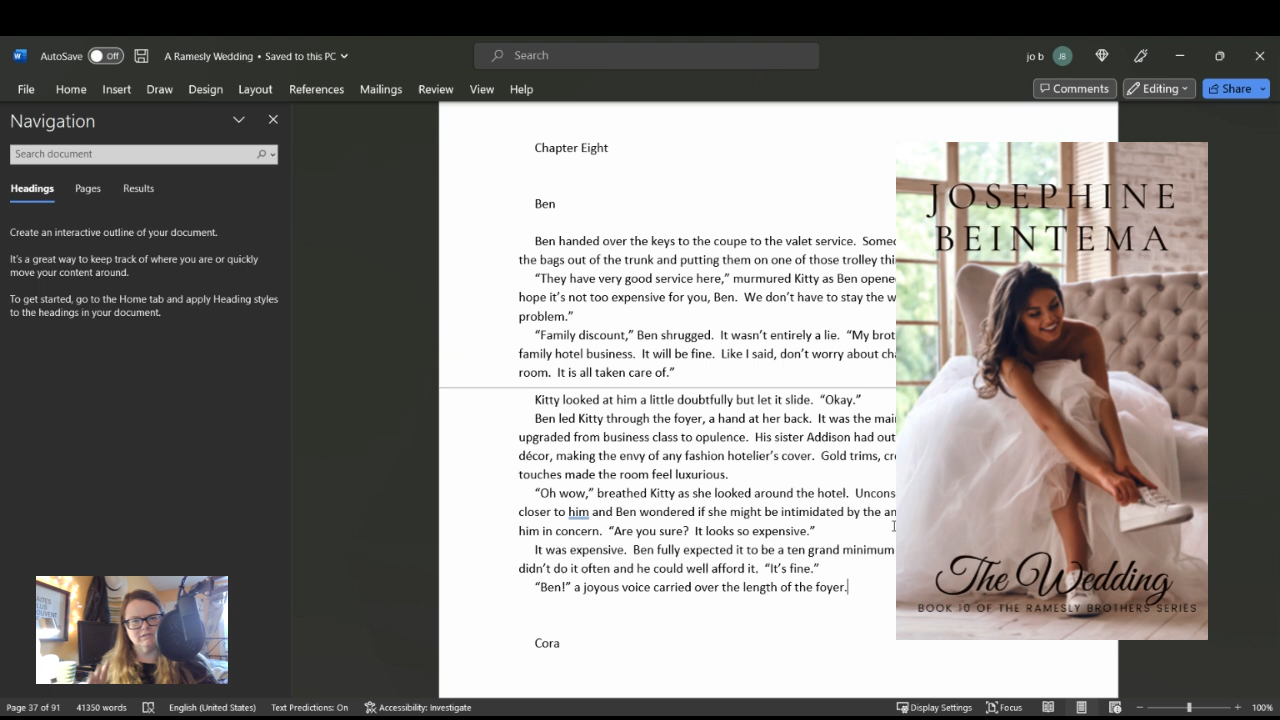 AutoSave Off A Ramesly Wedding • Saved to this PC Search jo b JB
File Home Insert Draw Design Layout References Mailings Review View Help Comments Editing Share
Navigation
Search document
Headings Pages Results
Create an interactive outline of your document.
It's a great way to keep track of where you are or quickly
move your content around.
To get started, go to the Home tab and apply Heading styles
to the headings in your document.
Chapter Eight
Ben
Ben handed over the keys to the coupe to the valet service. Someo
the bags out of the trunk and putting them on one of those trolley thi
“They have very good service here,” murmured Kitty as Ben opene
hope it’s not too expensive for you, Ben. We don’t have to stay the w
problem.”
“Family discount,” Ben shrugged. It wasn’t entirely a lie. “My brot
family hotel business. It will be fine. Like I said, don’t worry about cha
room. It is all taken care of.”
Kitty looked at him a little doubtfully but let it slide. “Okay.”
Ben led Kitty through the foyer, a hand at her back. It was the mai
upgraded from business class to opulence. His sister Addison had out
décor, making the envy of any fashion hotelier’s cover. Gold trims, cr
touches made the room feel luxurious.
“Oh wow,” breathed Kitty as she looked around the hotel. Uncons
closer to him and Ben wondered if she might be intimidated by the am
him in concern. “Are you sure? It looks so expensive.”
It was expensive. Ben fully expected it to be a ten grand minimum
didn’t do it often and he could well afford it. “It’s fine.”
“Ben!” a joyous voice carried over the length of the foyer.
Cora
JOSEPHINE
BEINTEMA
The Wedding
BOOK 10 OF THE RAMESLY BROTHERS SERIES
Page 37 of 91 41350 words English (United States) Text Predictions: On Accessibility: Investigate Display Settings Focus 100%